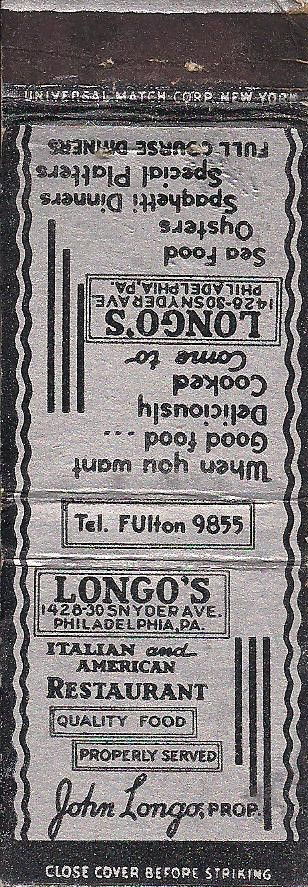 UNIVERSAL MATCH CORP. NEW YORK
When you want
Good food ...
Deliciously
Cooked
Come to
LONGO'S
1428-30 SNYDER AVE.
PHILADELPHIA, PA.
Sea Food
Oysters
Spaghetti Dinners
Special Platters
FULL COURSE DINNERS
Tel. FUlton 9855
LONGO'S
1428-30 SNYDER AVE.
PHILADELPHIA, PA.
ITALIAN and
AMERICAN
RESTAURANT
QUALITY FOOD
PROPERLY SERVED
John Longo, PROP.
CLOSE COVER BEFORE STRIKING